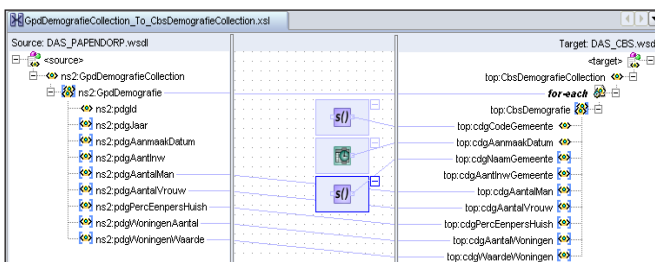 GpdDemografieCollection_To_CbsDemografieCollection.xsl
Source: DAS_PAPENDORP.wsdl
Target: DAS_CBS.wsd
<source>
<target>
ns2:GpdDemografieCollection
top:CbsDemografieCollection
ns2:GpdDemografie
for-each
ns2:pdgId
top:CbsDemografie
ns2:pdgJaar
s()
top:cdgCodeGemeente
ns2:pdgAanmaakDatum
top:cdgAanmaakDatum
ns2:pdgAantInw
top:cdgNaamGemeente
ns2:pdgAantalMan
top:cdgAantInwGemeente
ns2:pdgAantalVrouw
s()
top:cdgAantalMan
ns2:pdgPercEenpersHuish
top:cdgAantalVrouw
ns2:pdgWoningenAantal
top:cdgPercEenpersHuish
ns2:pdgWoningenWaarde
top:cdgAantalWoningen
top:cdgWaardeWoningen